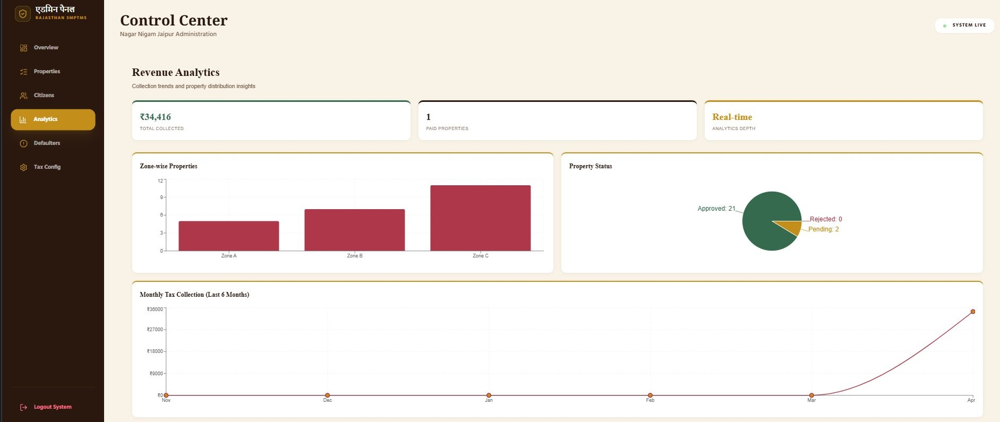 एडमिन पैनल
RAJASTHAN SMPTMS
Overview
Properties
Citizens
Analytics
Defaulters
Tax Config
Logout System
Control Center
Nagar Nigam Jaipur Administration
SYSTEM LIVE
Revenue Analytics
Collection trends and property distribution insights
₹34,416
TOTAL COLLECTED
1
PAID PROPERTIES
Real-time
ANALYTICS DEPTH
Zone-wise Properties
12
9
6
3
0
Zone A Zone B Zone C
Property Status
Approved: 21
Rejected: 0
Pending: 2
Monthly Tax Collection (Last 6 Months)
₹36000
₹27000
₹18000
₹9000
₹0
Nov Dec Jan Feb Mar Apr